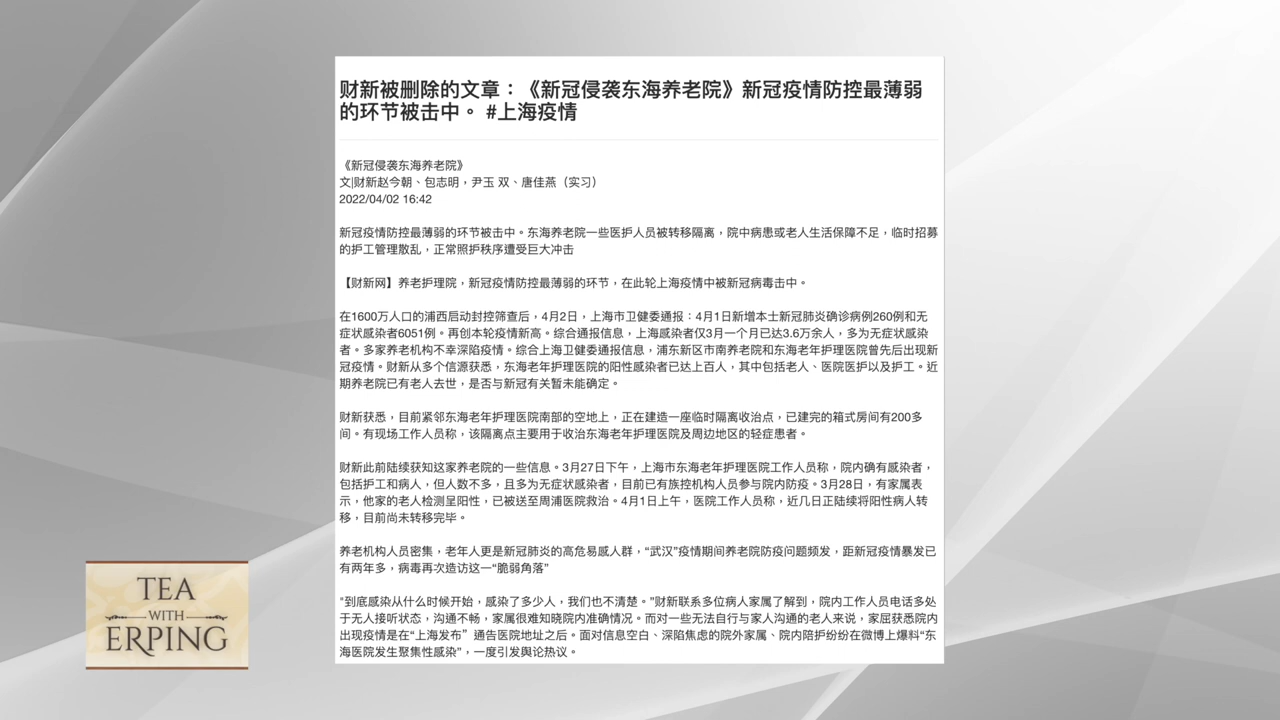 财新被删除的文章：《新冠侵袭东海养老院》新冠疫情防控最薄弱
的环节被击中。 #上海疫情
《新冠侵袭东海养老院》
文|财新赵今朝、包志明，尹玉 双、唐佳燕（实习）
2022/04/02 16:42
新冠疫情防控最薄弱的环节被击中。东海养老院一些医护人员被转移隔离，院中病患或老人生活保障不足，临时招募
的护工管理散乱，正常照护秩序遭受巨大冲击
【财新网】养老护理院，新冠疫情防控最薄弱的环节，在此轮上海疫情中被新冠病毒击中。
在1600万人口的浦西启动封控筛查后，4月2日，上海市卫健委通报：4月1日新增本土新冠肺炎确诊病例260例和无
症状感染者6051例。再创本轮疫情新高。综合通报信息，上海感染者仅3月一个月已达3.6万余人，多为无症状感染
者。多家养老机构不幸深陷疫情。综合上海卫健委通报信息，浦东新区市南养老院和东海老年护理医院曾先后出现新
冠疫情。财新从多个信源获悉，东海老年护理医院的阳性感染者已达上百人，其中包括老人、医院医护以及护工。近
期养老院已有老人去世，是否与新冠有关暂未能确定。
财新获悉，目前紧邻东海老年护理医院南部的空地上，正在建造一座临时隔离收治点，已建完的箱式房间有200多
间。有现场工作人员称，该隔离点主要用于收治东海老年护理医院及周边地区的轻症患者。
财新此前陆续获知这家养老院的一些信息。3月27日下午，上海市东海老年护理医院工作人员称，院内确有感染者，
包括护工和病人，但人数不多，且多为无症状感染者，目前已有族控机构人员参与院内防疫。3月28日，有家属表
示，他家的老人检测呈阳性，已被送至周浦医院救治。4月1日上午，医院工作人员称，近几日正陆续将阳性病人转
移，目前尚未转移完毕。
养老机构人员密集，老年人更是新冠肺炎的高危易感人群，“武汉”疫情期间养老院防疫问题频发，距新冠疫情暴发已
有两年多，病毒再次造访这一“脆弱角落”
“到底感染从什么时候开始，感染了多少人，我们也不清楚。”财新联系多位病人家属了解到，院内工作人员电话多处
于无人接听状态，沟通不畅，家属很难知晓院内准确情况。而对一些无法自行与家人沟通的老人来说，家屈获悉院内
出现疫情是在“上海发布”通告医院地址之后。面对信息空白、深陷焦虑的院外家属、院内陪护纷纷在微博上爆料“东
海医院发生聚集性感染”，一度引发舆论热议。
TEA
WITH
ERPING